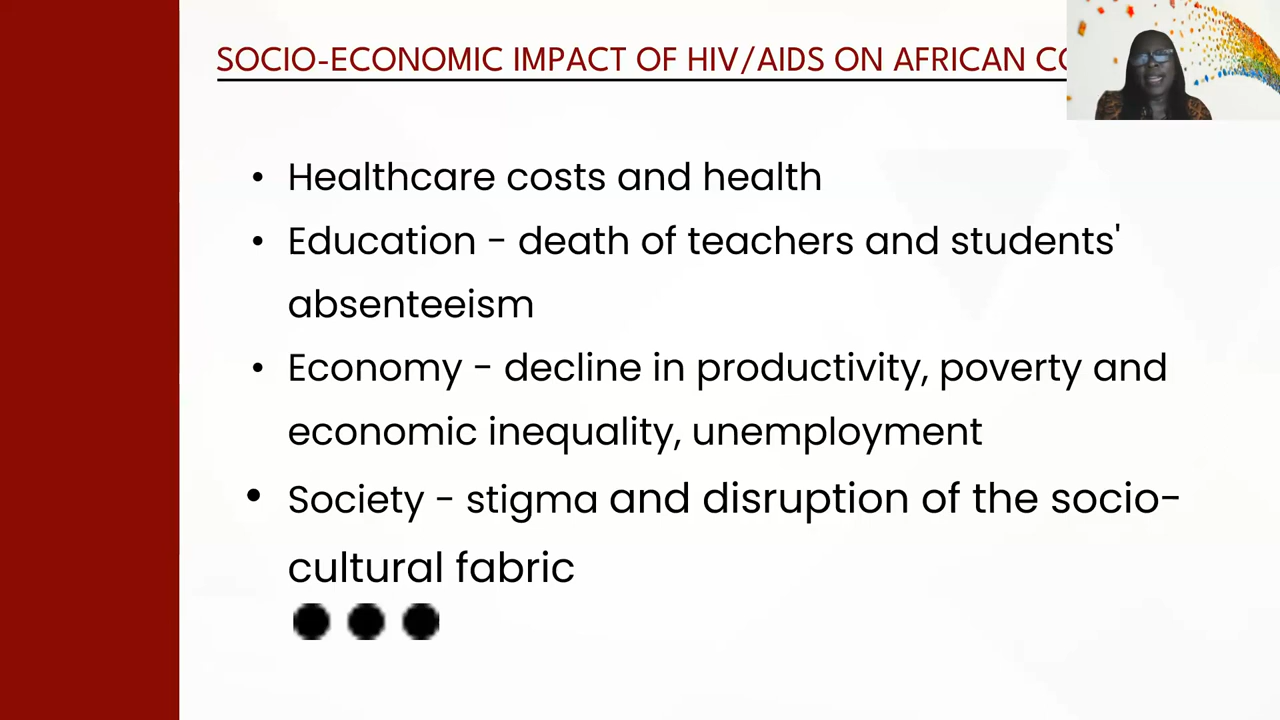 SOCIO-ECONOMIC IMPACT OF HIV/AIDS ON AFRICAN
• Healthcare costs and health
• Education - death of teachers and students'
absenteeism
• Economy - decline in productivity, poverty and
economic inequality, unemployment
• Society - stigma and disruption of the socio-
cultural fabric